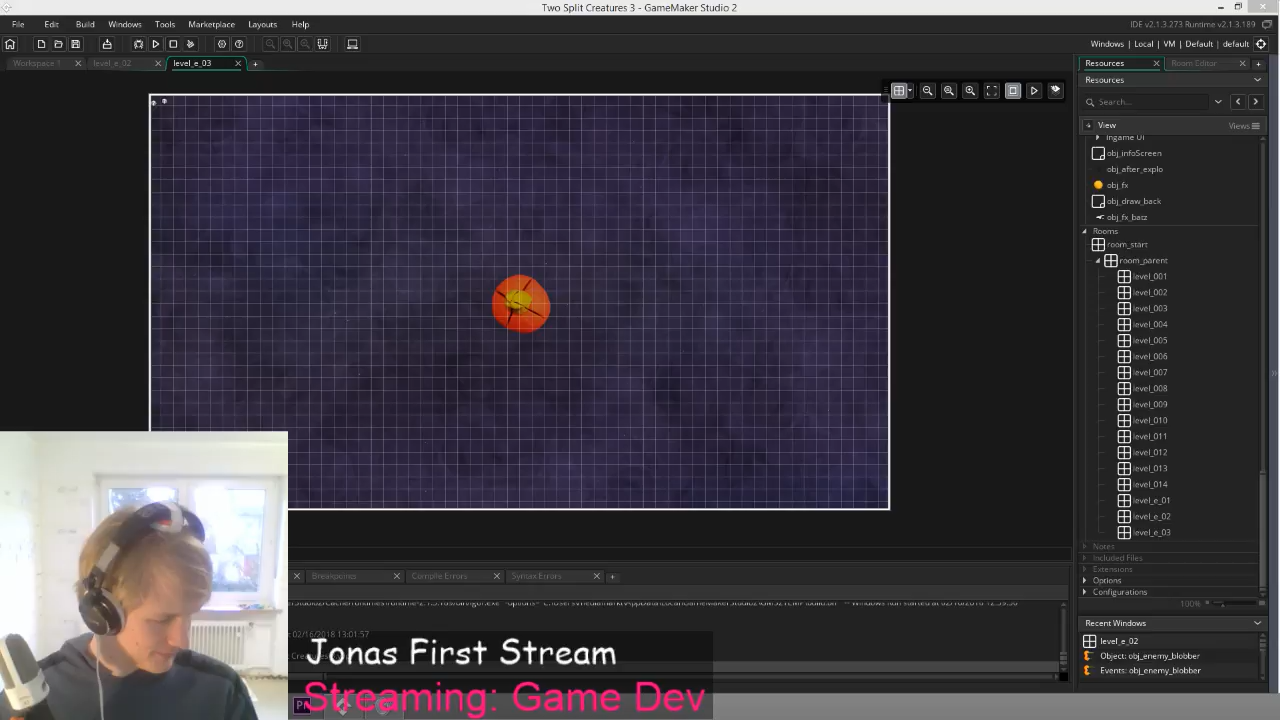 Two Split Creatures 3 - GameMaker Studio 2
File Edit Build Windows Tools Marketplace Layouts Help
IDE v2.1.3.273 Runtime v2.1.3.189
Windows | Local | VM | Default | default
Workspace 1
level_e_02
level_e_03
Resources
Room Editor
Resources
Search...
View
Views
Ingame UI
obj_infoScreen
obj_after_explo
obj_fx
obj_draw_back
obj_fx_batz
Rooms
room_start
room_parent
level_001
level_002
level_003
level_004
level_005
level_006
level_007
level_008
level_009
level_010
level_011
level_012
level_013
level_014
level_e_01
level_e_02
level_e_03
Notes
Included Files
Extensions
Options
Configurations
100%
Recent Windows
level_e_02
Object: obj_enemy_blobber
Events: obj_enemy_blobber
Breakpoints
Compile Errors
Syntax Errors
02/16/2018 13:01:57
Jonas First Stream
Streaming: Game Dev